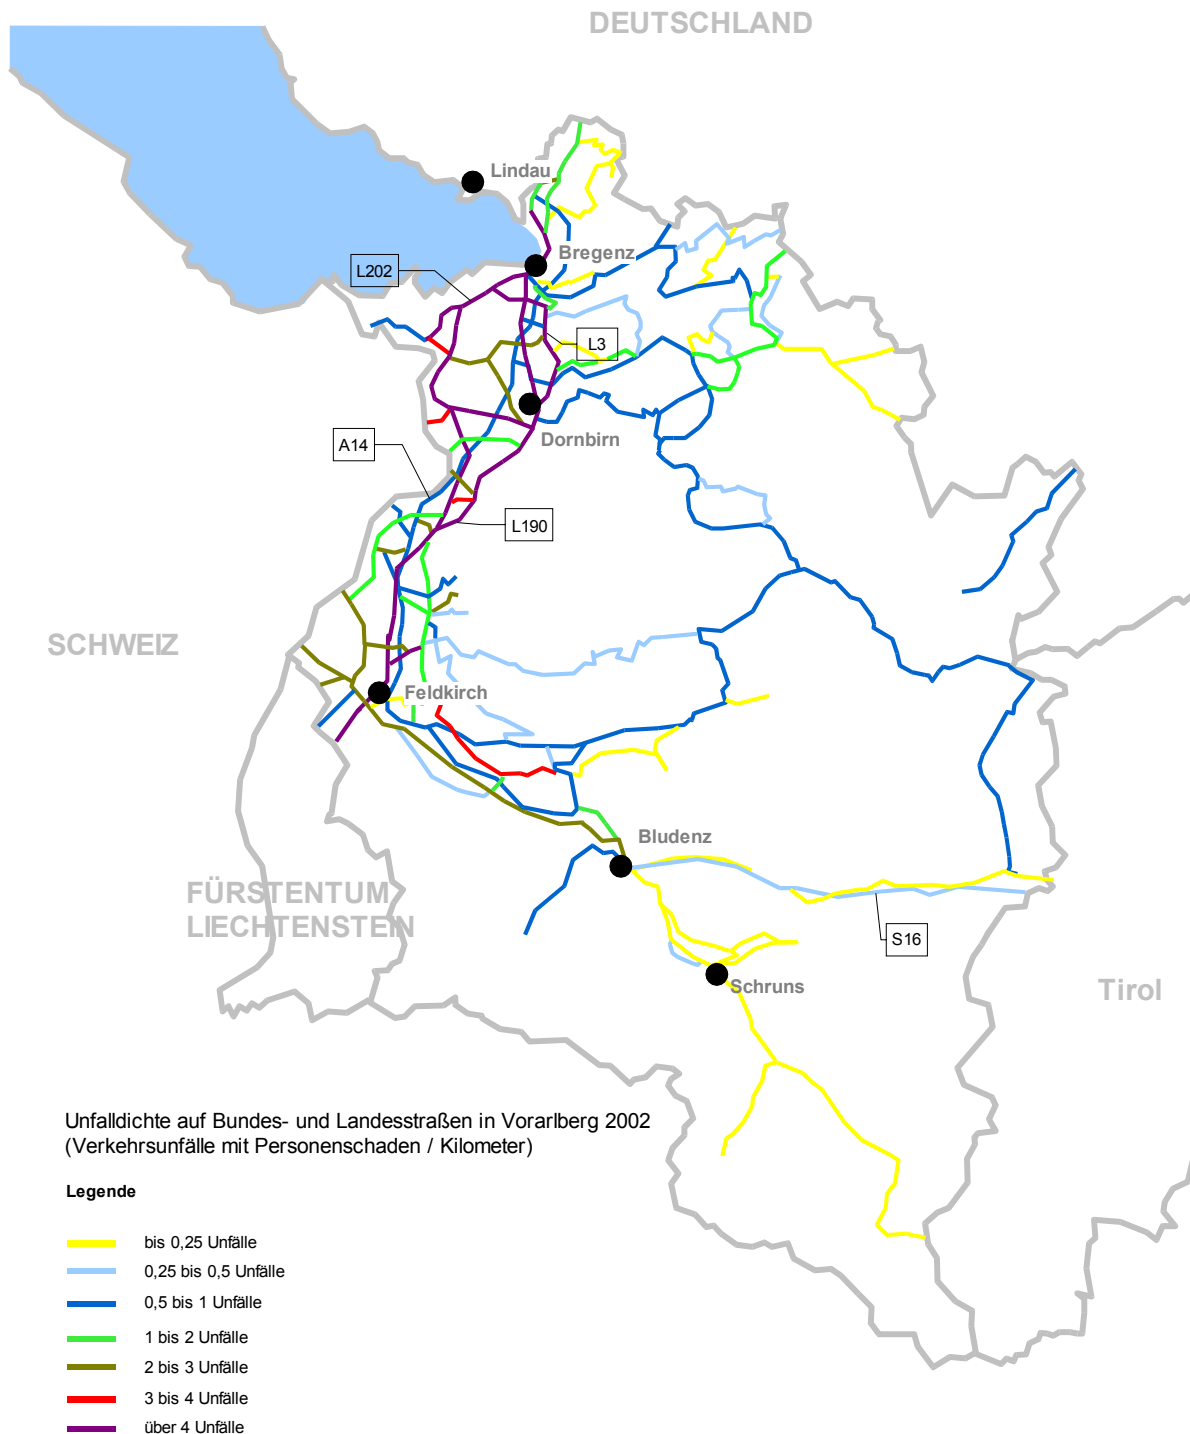 DEUTSCHLAND
Lindau
Bregenz
L202
L3
Dornbirn
A14
L190
SCHWEIZ
Feldkirch
Bludenz
FÜRSTENTUM
LIECHTENSTEIN
S16
Schruns
Tirol
Unfalldichte auf Bundes- und Landesstraßen in Vorarlberg 2002
(Verkehrsunfälle mit Personenschaden / Kilometer)
Legende
bis 0,25 Unfälle
0,25 bis 0,5 Unfälle
0,5 bis 1 Unfälle
1 bis 2 Unfälle
2 bis 3 Unfälle
3 bis 4 Unfälle
über 4 Unfälle